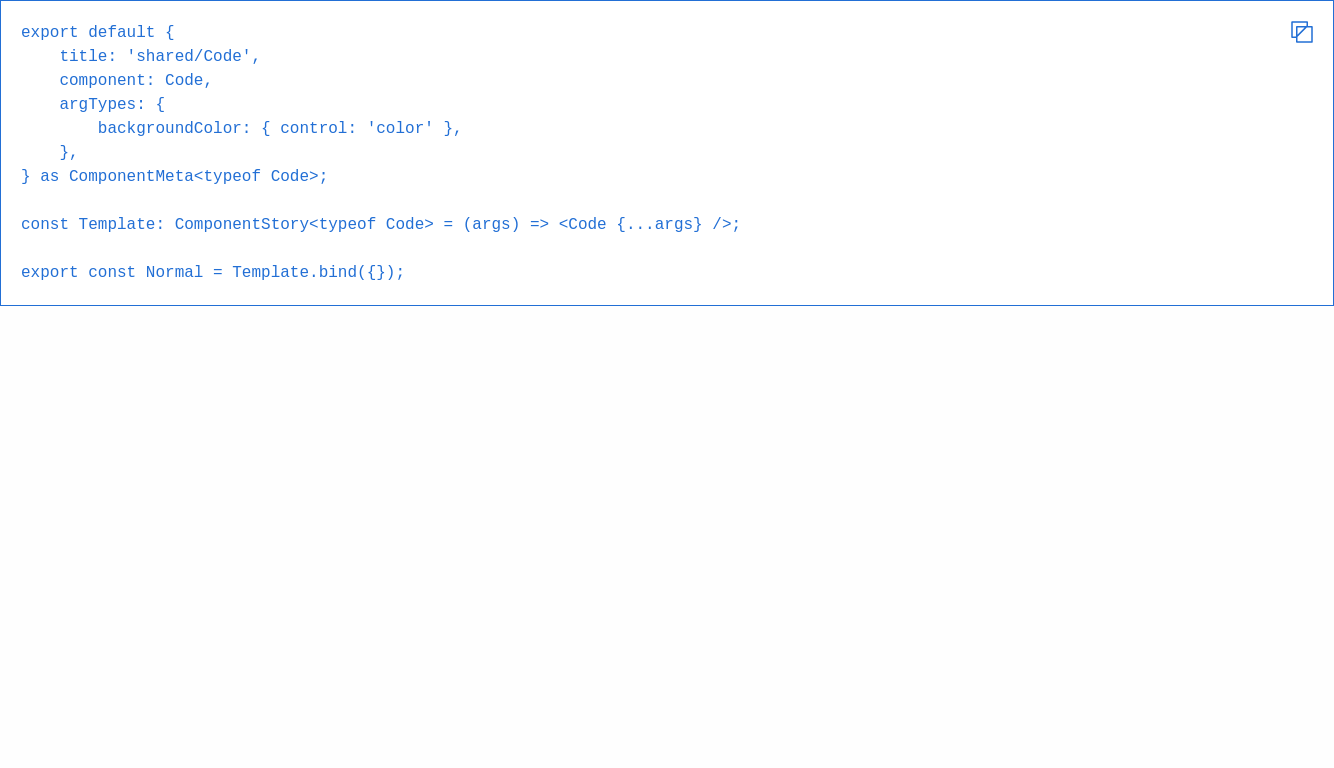 export default {
    title: 'shared/Code',
    component: Code,
    argTypes: {
        backgroundColor: { control: 'color' },
    },
} as ComponentMeta<typeof Code>;

const Template: ComponentStory<typeof Code> = (args) => <Code {...args} />;

export const Normal = Template.bind({});